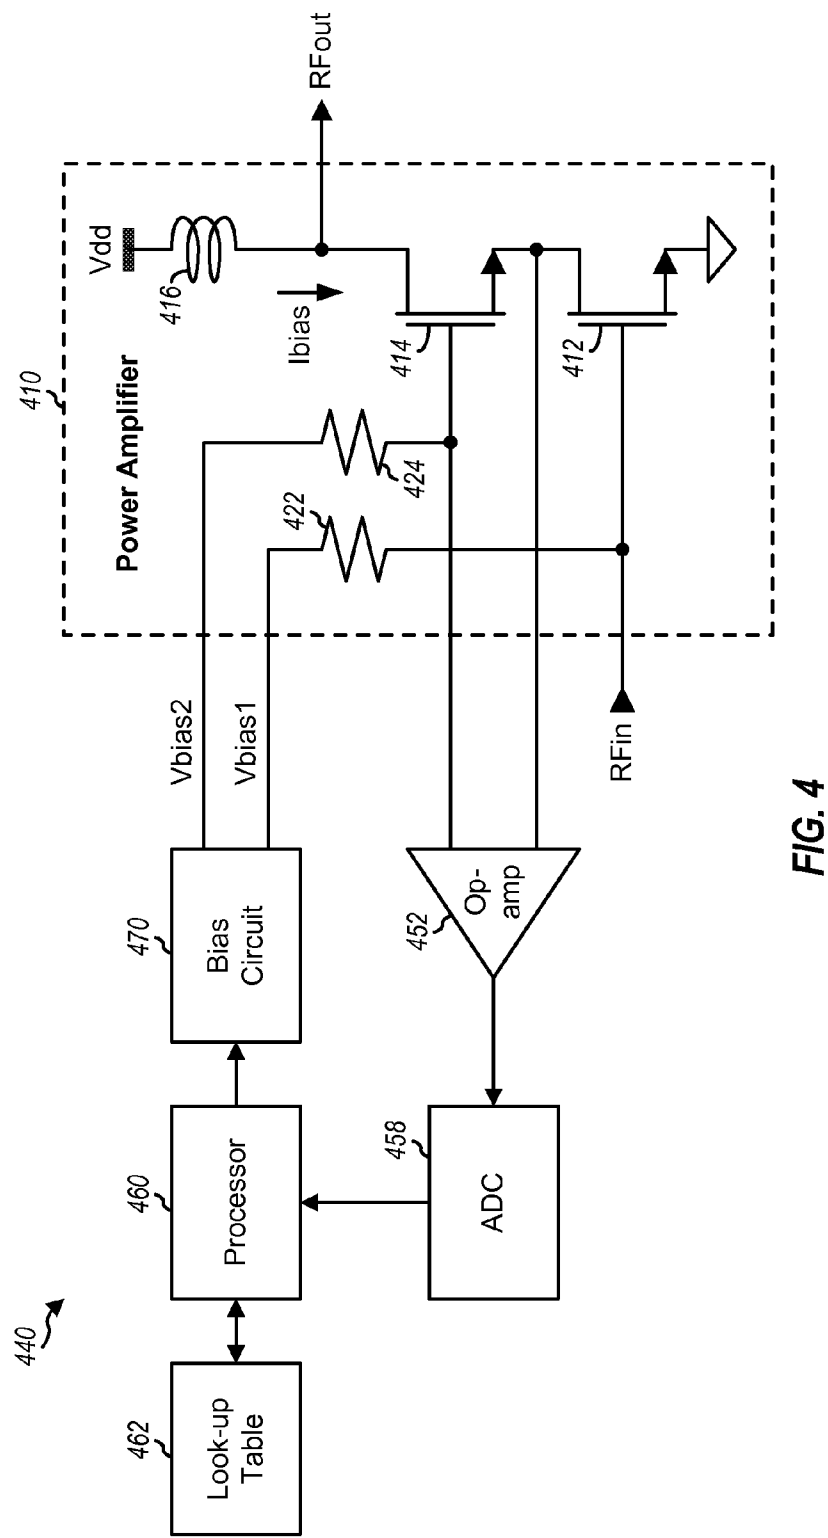 440
410
Power Amplifier
Vdd
416
RFout
Ibias
414
412
424
422
Vbias2
Vbias1
RFin
462
Look-up
Table
460
Processor
470
Bias
Circuit
458
ADC
452
Op-
amp
FIG. 4